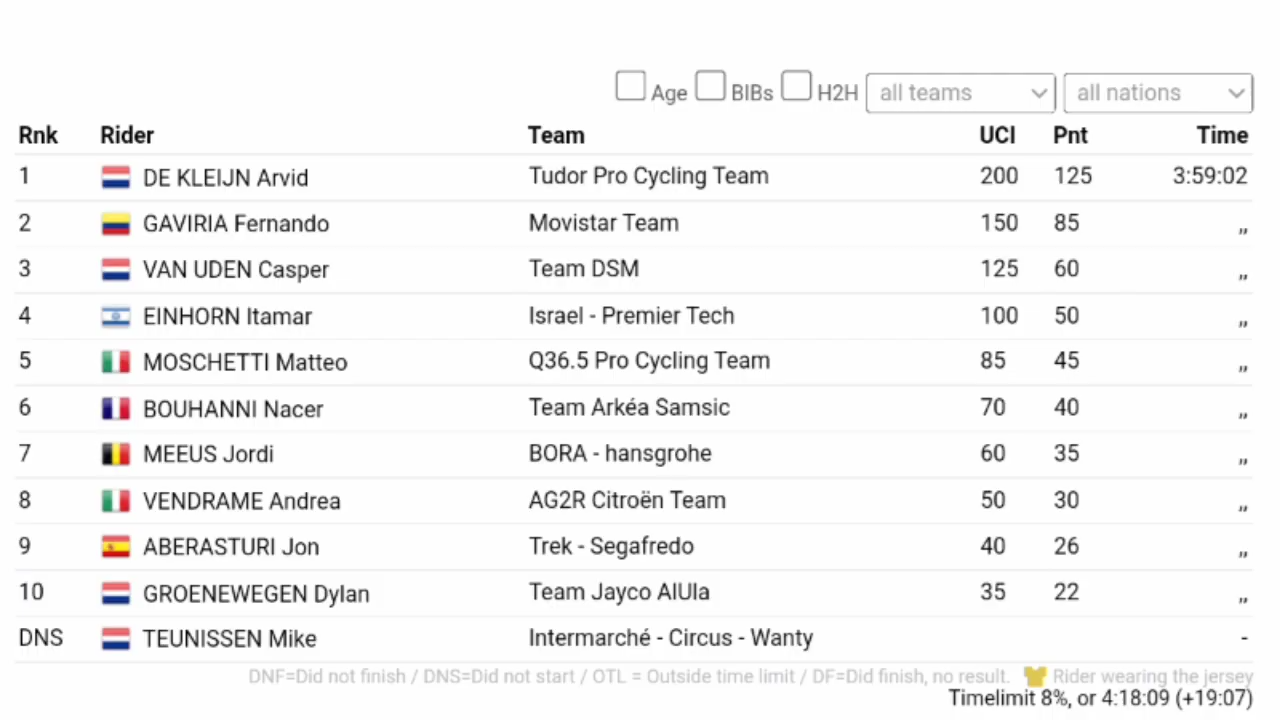 Age BIBs H2H all teams all nations
Rnk Rider Team UCI Pnt Time
1 DE KLEIJN Arvid Tudor Pro Cycling Team 200 125 3:59:02
2 GAVIRIA Fernando Movistar Team 150 85 ,,
3 VAN UDEN Casper Team DSM 125 60 ,,
4 EINHORN Itamar Israel - Premier Tech 100 50 ,,
5 MOSCHETTI Matteo Q36.5 Pro Cycling Team 85 45 ,,
6 BOUHANNI Nacer Team Arkéa Samsic 70 40 ,,
7 MEEUS Jordi BORA - hansgrohe 60 35 ,,
8 VENDRAME Andrea AG2R Citroën Team 50 30 ,,
9 ABERASTURI Jon Trek - Segafredo 40 26 ,,
10 GROENEWEGEN Dylan Team Jayco AlUla 35 22 ,,
DNS TEUNISSEN Mike Intermarché - Circus - Wanty -
DNF=Did not finish / DNS=Did not start / OTL = Outside time limit / DF=Did finish, no result. Rider wearing the jersey
Timelimit 8%, or 4:18:09 (+19:07)